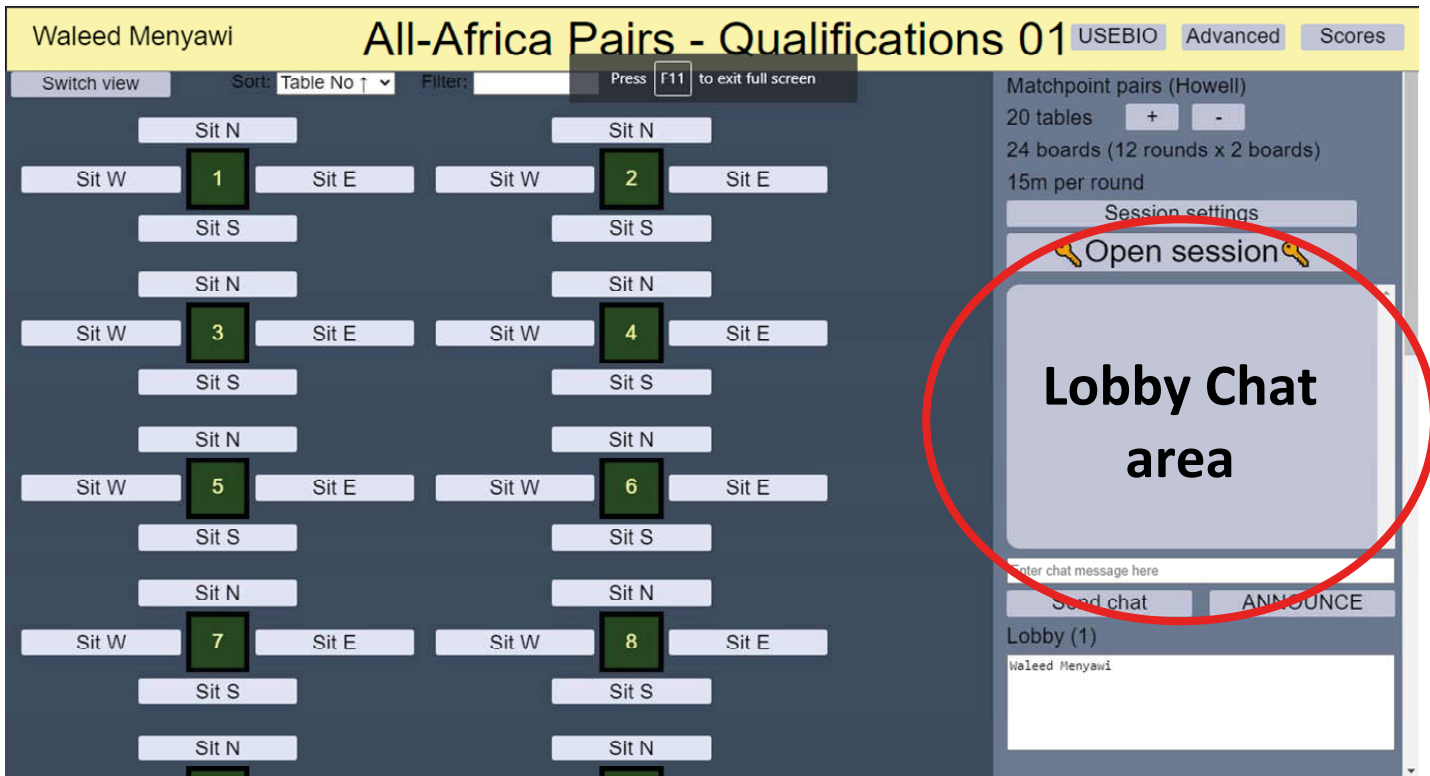 Waleed Menyawi All-Africa Pairs - Qualifications 01 USEBIO Advanced Scores
Switch view Sort: Table No ↑ Filter: Press F11 to exit full screen
Sit N Sit N
Sit W 1 Sit E Sit W 2 Sit E
Sit S Sit S
Sit N Sit N
Sit W 3 Sit E Sit W 4 Sit E
Sit S Sit S
Sit N Sit N
Sit W 5 Sit E Sit W 6 Sit E
Sit S Sit S
Sit N Sit N
Sit W 7 Sit E Sit W 8 Sit E
Sit S Sit S
Sit N Sit N
Matchpoint pairs (Howell)
20 tables + -
24 boards (12 rounds x 2 boards)
15m per round
Session settings
Open session
Lobby Chat
area
Enter chat message here
Send chat ANNOUNCE
Lobby (1)
Waleed Menyawi